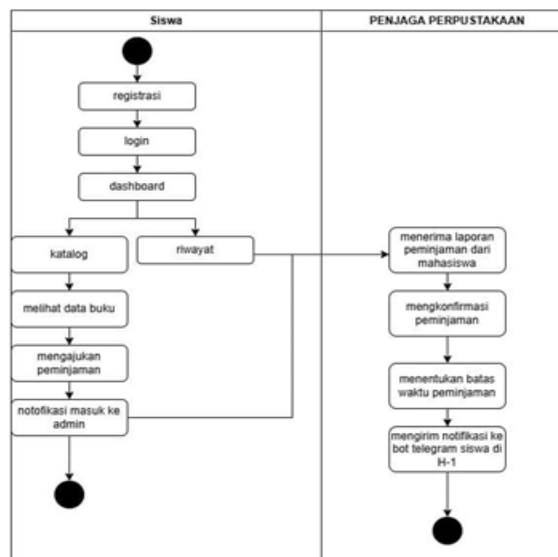 Siswa
PENJAGA PERPUSTAKAAN
registrasi
login
dashboard
katalog
riwayat
melihat data buku
mengajukan
peminjaman
notofikasi masuk ke
admin
menerima laporan
peminjaman dari
mahasiswa
mengkonfirmasi
peminjaman
menentukan batas
waktu peminjaman
mengirim notifikasi ke
bot telegram siswa di
H-1